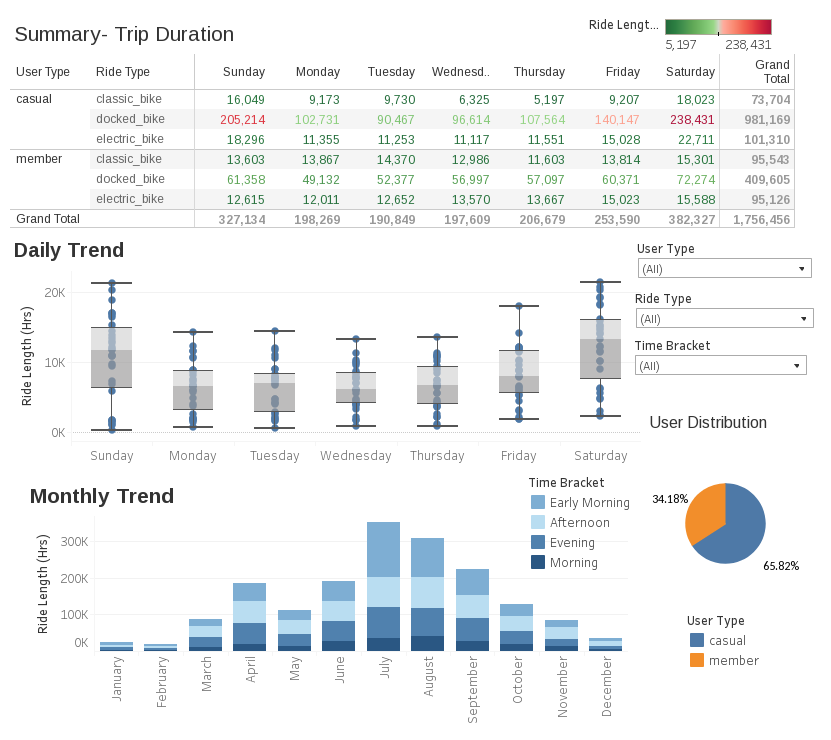 Summary- Trip Duration
Ride Lengt...
5,197 238,431
User Type Ride Type Sunday Monday Tuesday Wednesd.. Thursday Friday Saturday Grand Total
casual classic_bike 16,049 9,173 9,730 6,325 5,197 9,207 18,023 73,704
docked_bike 205,214 102,731 90,467 96,614 107,564 140,147 238,431 981,169
electric_bike 18,296 11,355 11,253 11,117 11,551 15,028 22,711 101,310
member classic_bike 13,603 13,867 14,370 12,986 11,603 13,814 15,301 95,543
docked_bike 61,358 49,132 52,377 56,997 57,097 60,371 72,274 409,605
electric_bike 12,615 12,011 12,652 13,570 13,667 15,023 15,588 95,126
Grand Total 327,134 198,269 190,849 197,609 206,679 253,590 382,327 1,756,456
Daily Trend
Ride Length (Hrs)
20K
10K
0K
Sunday Monday Tuesday Wednesday Thursday Friday Saturday
User Type
(All)
Ride Type
(All)
Time Bracket
(All)
Monthly Trend
Ride Length (Hrs)
300K
200K
100K
0K
January February March April May June July August September October November December
Time Bracket
Early Morning
Afternoon
Evening
Morning
User Distribution
34.18%
65.82%
User Type
casual
member